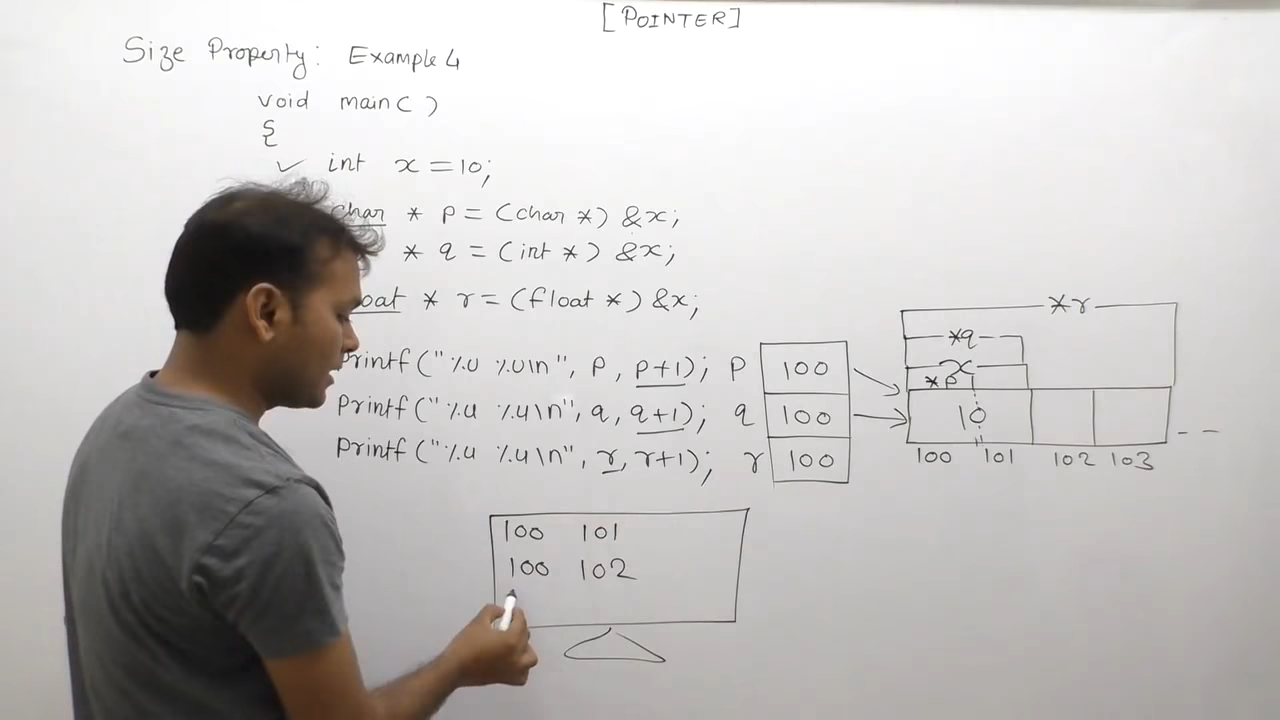 [POINTER]
Size Property: Example 4
void main( )
{
✓ int x = 10;
char * p = (char *) &x;
* q = (int *) &x;
oat * r = (float *) &x;
Printf ("%u %u\n", p, p+1);
Printf ("%u %u\n", q, q+1);
Printf ("%u %u\n", r, r+1);
p 100
q 100
r 100
*r
*q
x
*p
10
100 101 102 103
100 101
100 102